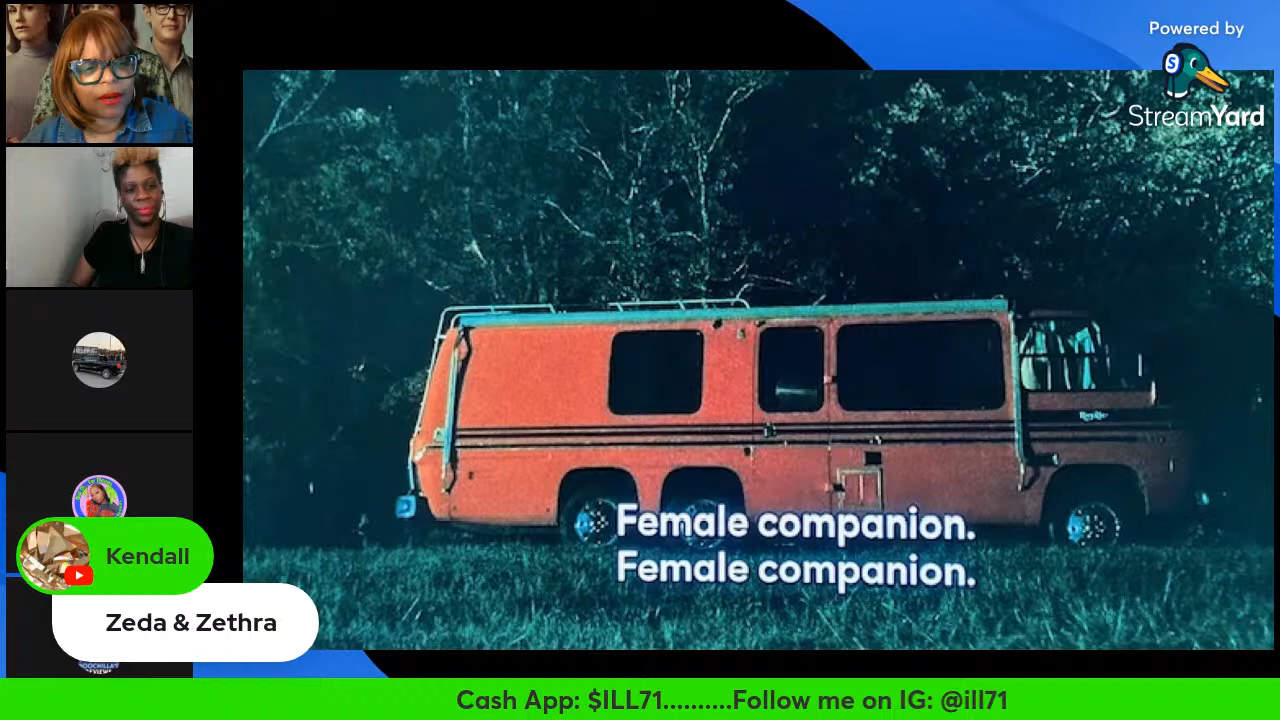 Powered by
StreamYard
Female companion.
Female companion.
Kendall
Zeda & Zethra
Cash App: $ILL71..........Follow me on IG: @ill71